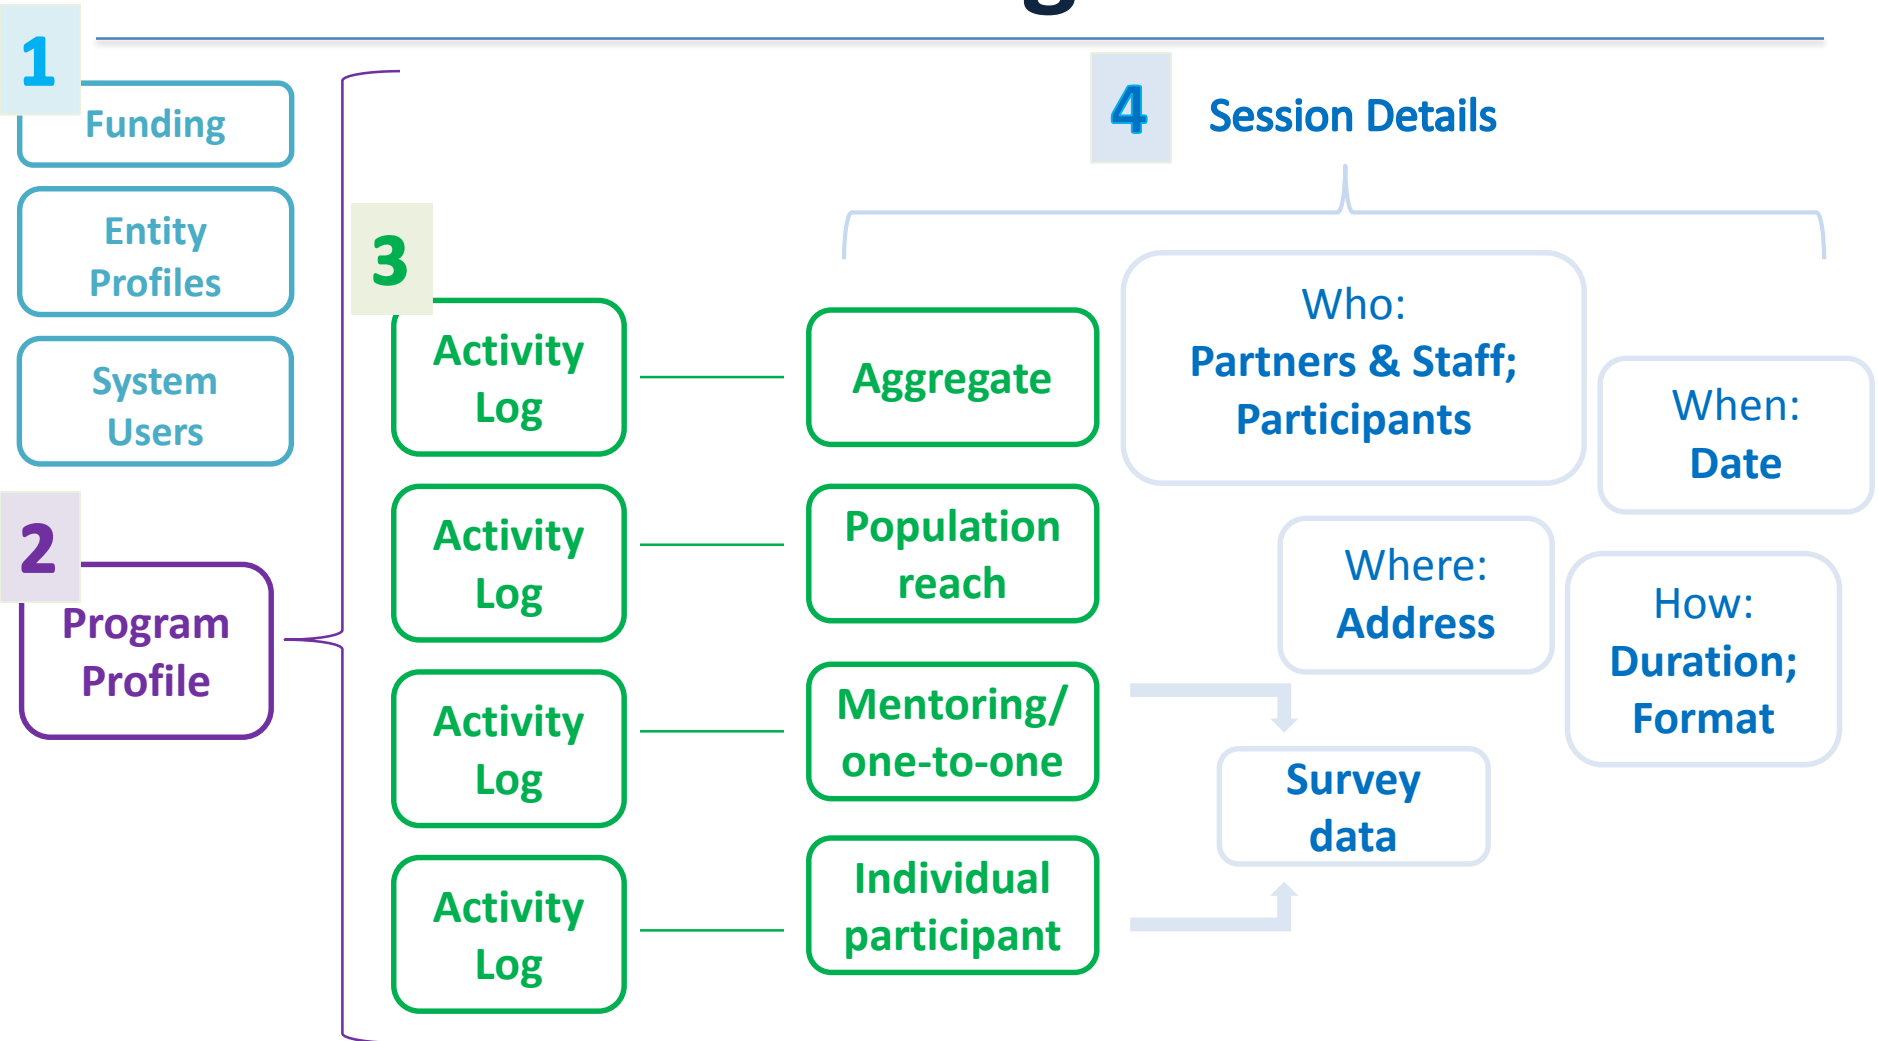 1
Funding
Entity
Profiles
System
Users
2
Program
Profile
3
Activity
Log
Aggregate
Activity
Log
Population
reach
Activity
Log
Mentoring/
one-to-one
Activity
Log
Individual
participant
4
Session Details
Who:
Partners & Staff;
Participants
When:
Date
Where:
Address
How:
Duration;
Format
Survey
data